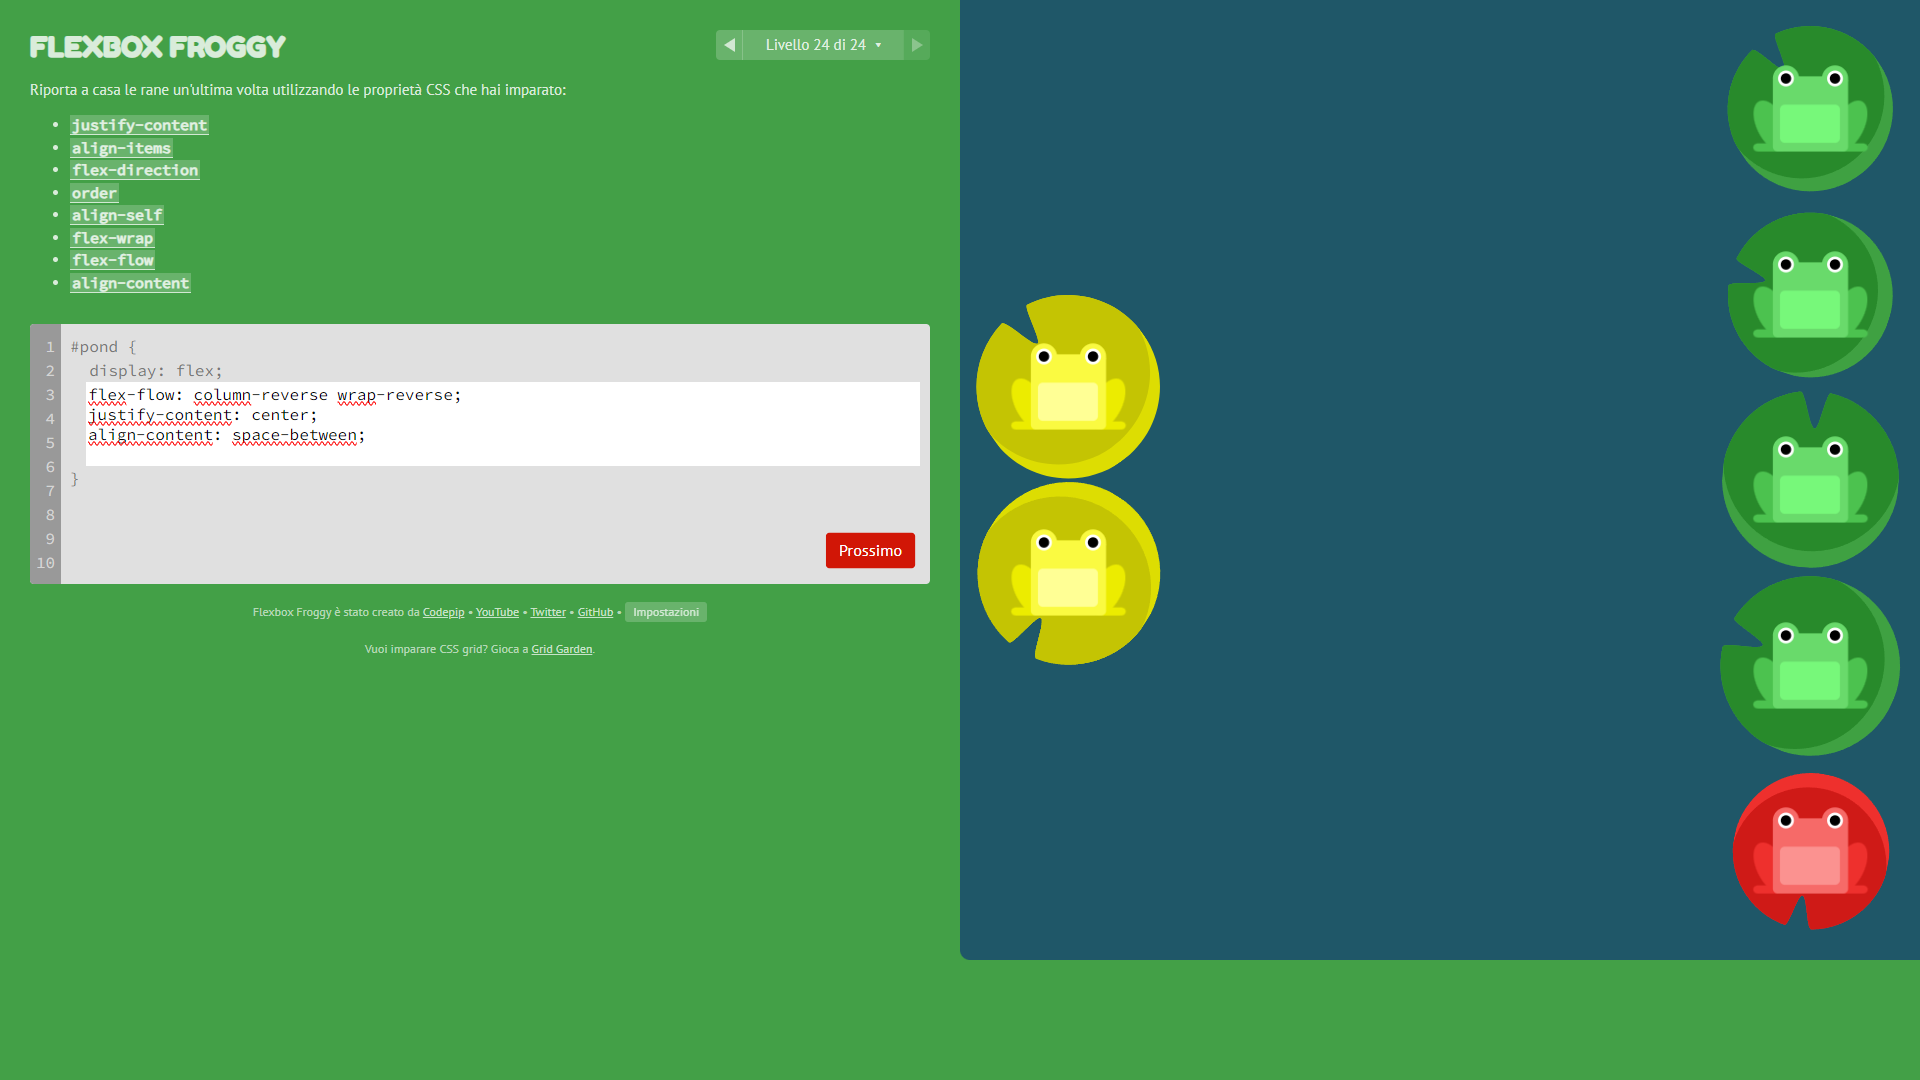 FLEXBOX FROGGY
Livello 24 di 24
Riporta a casa le rane un'ultima volta utilizzando le proprietà CSS che hai imparato:
justify-content
align-items
flex-direction
order
align-self
flex-wrap
flex-flow
align-content
1 #pond {
2 display: flex;
3 flex-flow: column-reverse wrap-reverse;
4 justify-content: center;
5 align-content: space-between;
6 }
7
8
9
10
Prossimo
Flexbox Froggy è stato creato da Codepip • YouTube • Twitter • GitHub • Impostazioni
Vuoi imparare CSS grid? Gioca a Grid Garden.